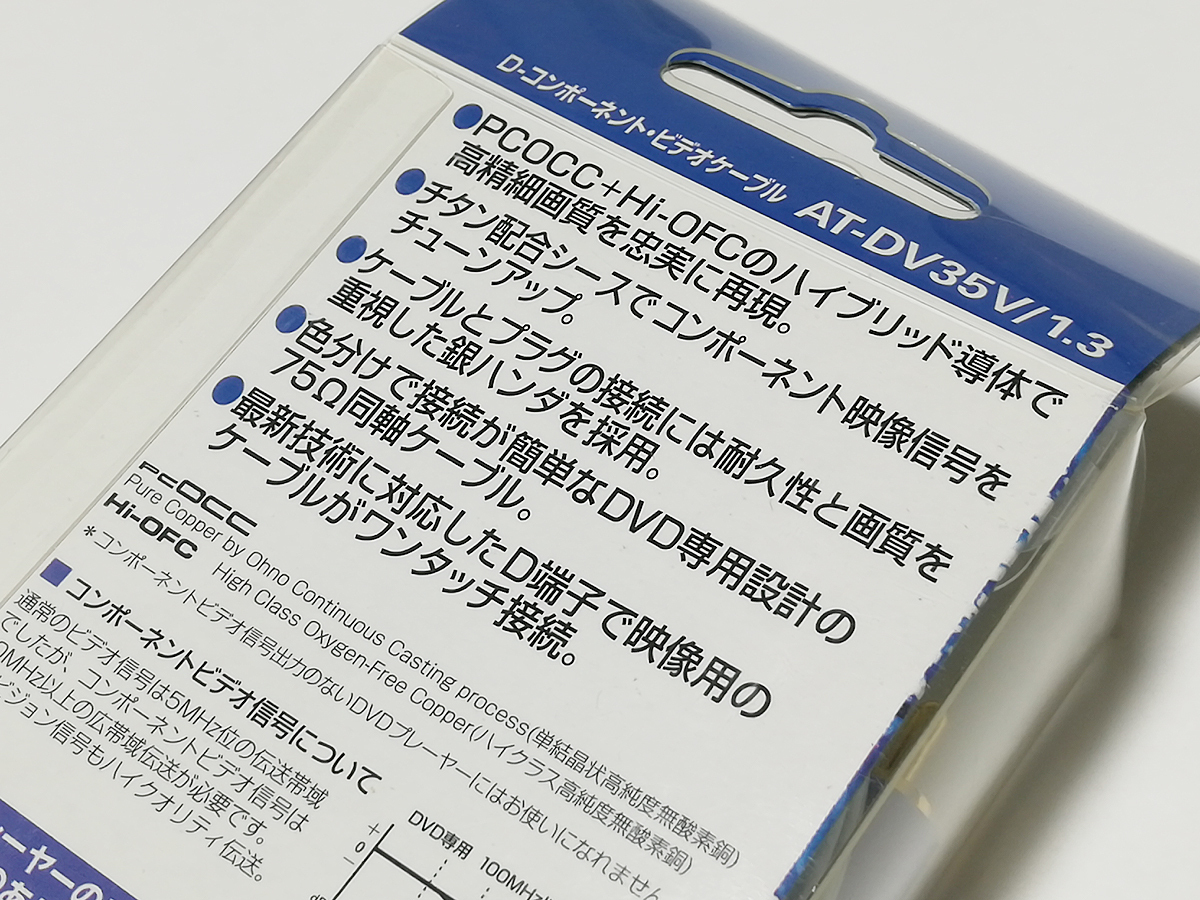 D-コンポーネント・ビデオケーブル AT-DV35V/1.3
●PCOCC+Hi-OFCのハイブリッド導体で
高精細画質を忠実に再現。
●チタン配合シースでコンポーネント映像信号を
チューンアップ。
●ケーブルとプラグの接続には耐久性と画質を
重視した銀ハンダを採用。
●色分けで接続が簡単なDVD専用設計の
75Ω同軸ケーブル。
●最新技術に対応したD端子で映像用の
ケーブルがワンタッチ接続。
PCOCC
Pure Copper by Ohno Continuous Casting process(単結晶状高純度無酸素銅)
Hi-OFC High Class Oxygen-Free Copper(ハイクラス高純度無酸素銅)
*コンポーネントビデオ信号出力のないDVDプレーヤーにはお使いになれません
■コンポーネントビデオ信号について
通常のビデオ信号は5MHz位の伝送帯域
でしたが、コンポーネントビデオ信号は
0MHz以上の広帯域伝送が必要です。
ビジョン信号もハイクオリティ伝送。
+
0
-
DVD専用 100MHz
ーヤーの